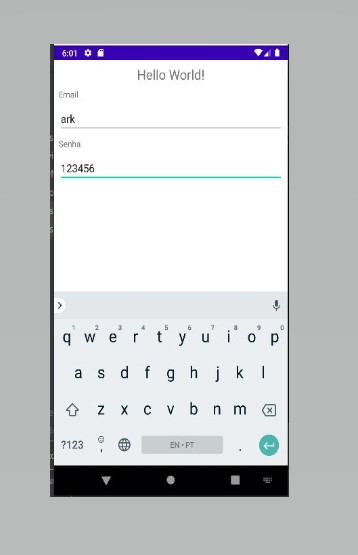 6:01
Hello World!
Email
ark
Senha
123456
1 2 3 4 5 6 7 8 9 0
q w e r t y u i o p
a s d f g h j k l
z x c v b n m
?123 , EN • PT .